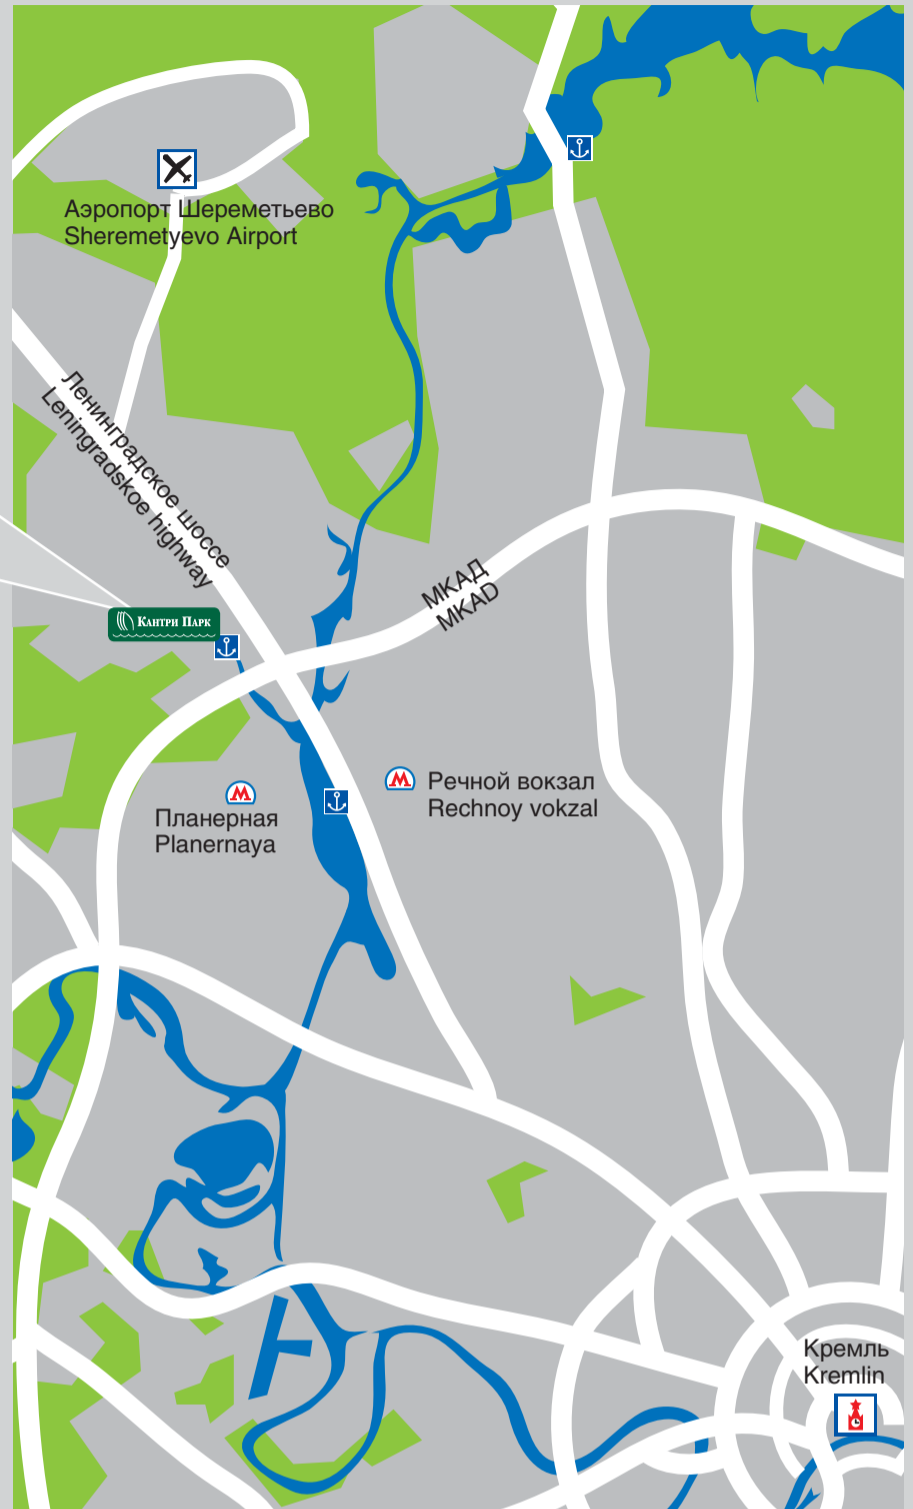 Аэропорт Шереметьево
Sheremetyevo Airport
Ленинградское шоссе
Leningradskoe highway
МКАД
MKAD
Кантри Парк
М
Планерная
Planernaya
М
Речной вокзал
Rechnoy vokzal
Кремль
Kremlin